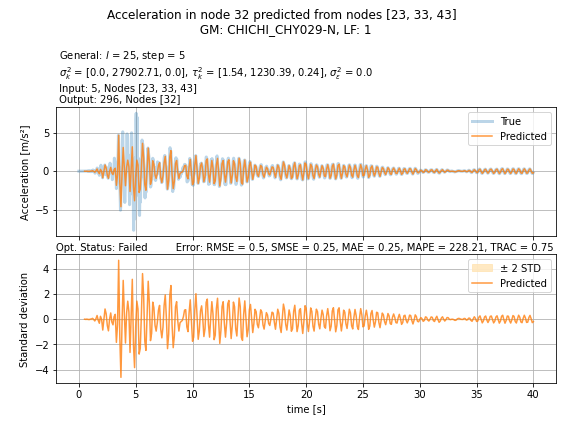 Acceleration in node 32 predicted from nodes [23, 33, 43]
GM: CHICHI_CHY029-N, LF: 1
General: l = 25, step = 5
σ²ₖ = [0.0, 27902.71, 0.0], τ²ₖ = [1.54, 1230.39, 0.24], σ²ε = 0.0
Input: 5, Nodes [23, 33, 43]
Output: 296, Nodes [32]
True
Predicted
Acceleration [m/s²]
5
0
−5
Opt. Status: Failed Error: RMSE = 0.5, SMSE = 0.25, MAE = 0.25, MAPE = 228.21, TRAC = 0.75
± 2 STD
Predicted
Standard deviation
4
2
0
−2
−4
0 5 10 15 20 25 30 35 40
time [s]